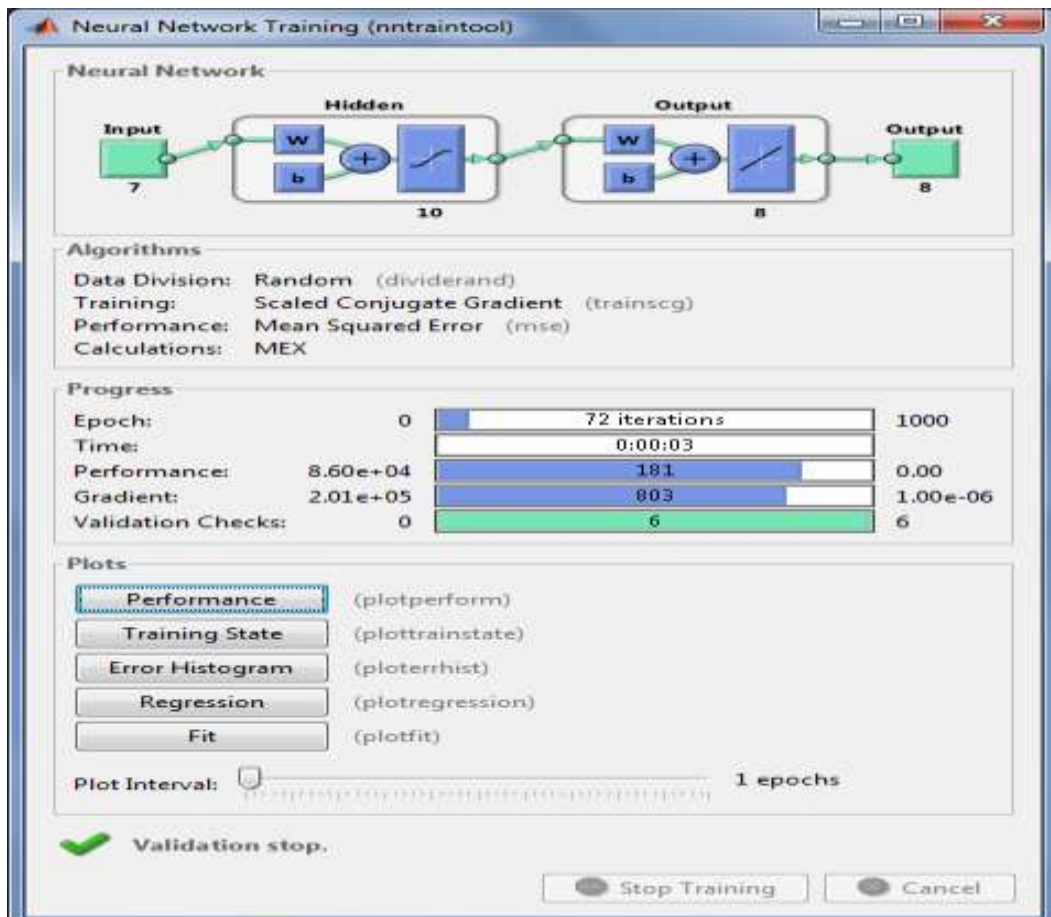 Neural Network Training (nntraintool)
Neural Network
Hidden
Output
Input
W
b
+
W
b
+
Output
7
10
8
8
Algorithms
Data Division: Random (dividerand)
Training: Scaled Conjugate Gradient (trainscg)
Performance: Mean Squared Error (mse)
Calculations: MEX
Progress
Epoch: 0 72 iterations 1000
Time: 0:00:03
Performance: 8.60e+04 181 0.00
Gradient: 2.01e+05 803 1.00e-06
Validation Checks: 0 6 6
Plots
Performance (plotperform)
Training State (plottrainstate)
Error Histogram (ploterrhist)
Regression (plotregression)
Fit (plotfit)
Plot Interval: 1 epochs
Validation stop.
Stop Training Cancel